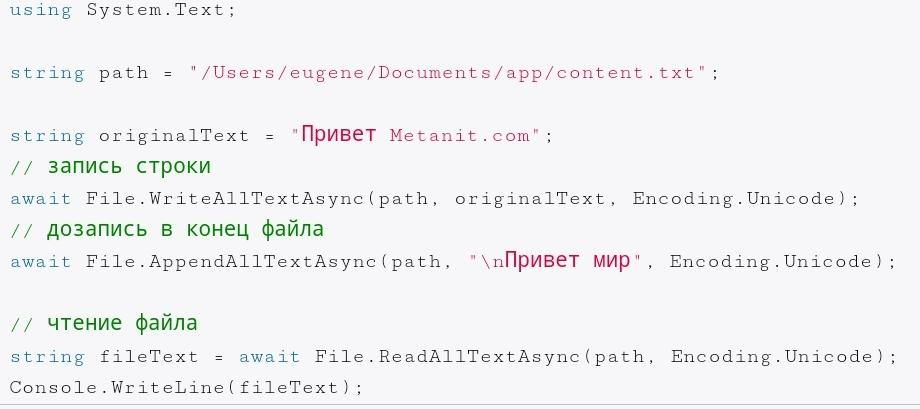 using System.Text;
string path = "/Users/eugene/Documents/app/content.txt";
string originalText = "Привет Metanit.com";
// запись строки
await File.WriteAllTextAsync(path, originalText, Encoding.Unicode);
// дозапись в конец файла
await File.AppendAllTextAsync(path, "\nПривет мир", Encoding.Unicode);
// чтение файла
string fileText = await File.ReadAllTextAsync(path, Encoding.Unicode);
Console.WriteLine(fileText);